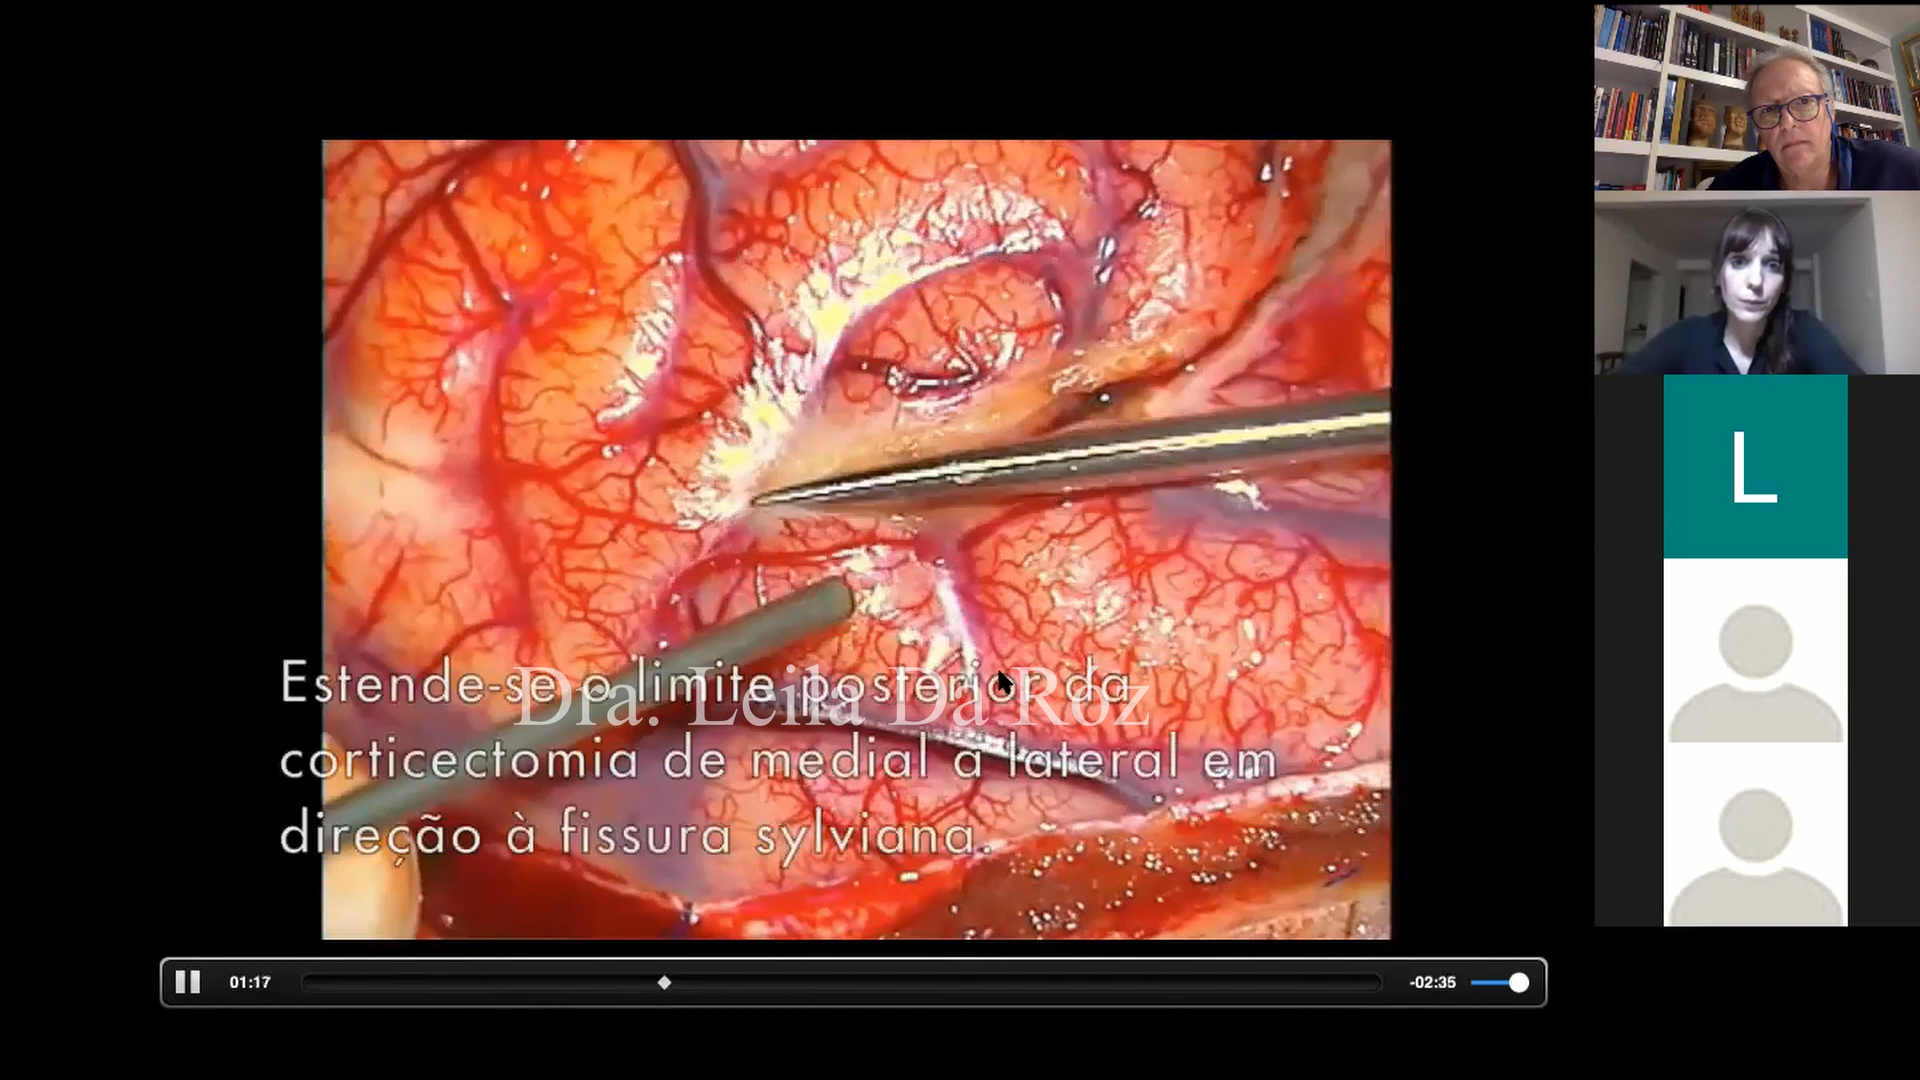 Estende-se o limite posterior da
Dra. Leila Da Roz
corticectomia de medial a lateral em
direção à fissura sylviana.
01:17
-02:35
L